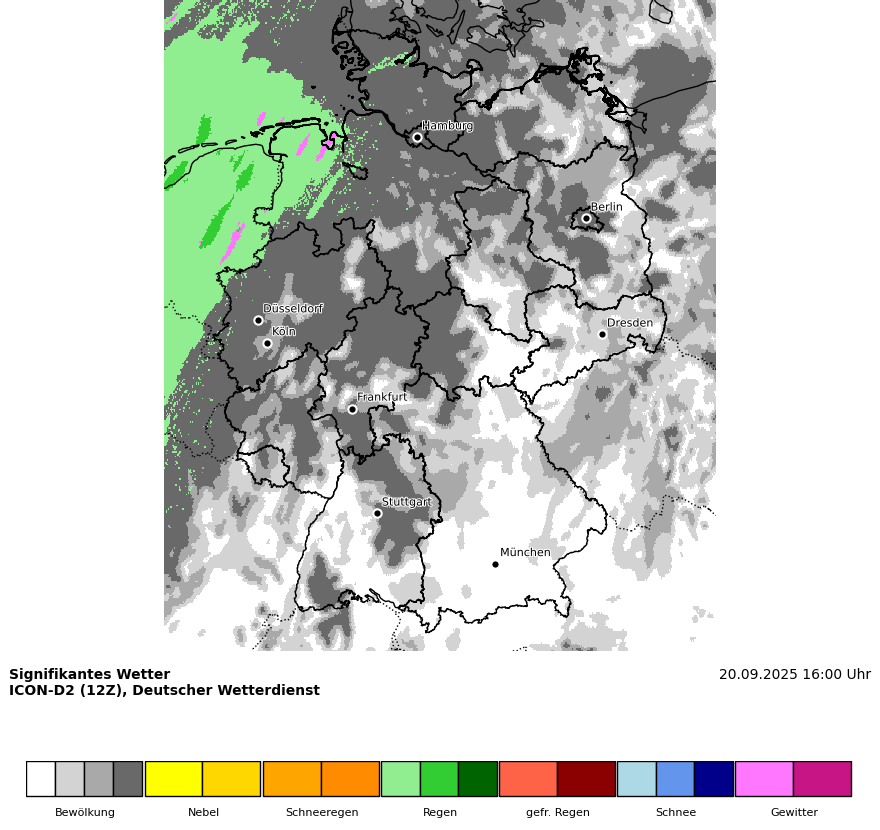 Hamburg
Berlin
Düsseldorf
Köln
Dresden
Frankfurt
Stuttgart
München
Signifikantes Wetter
20.09.2025 16:00 Uhr
ICON-D2 (12Z), Deutscher Wetterdienst
Bewölkung Nebel Schneeregen Regen gefr. Regen Schnee Gewitter